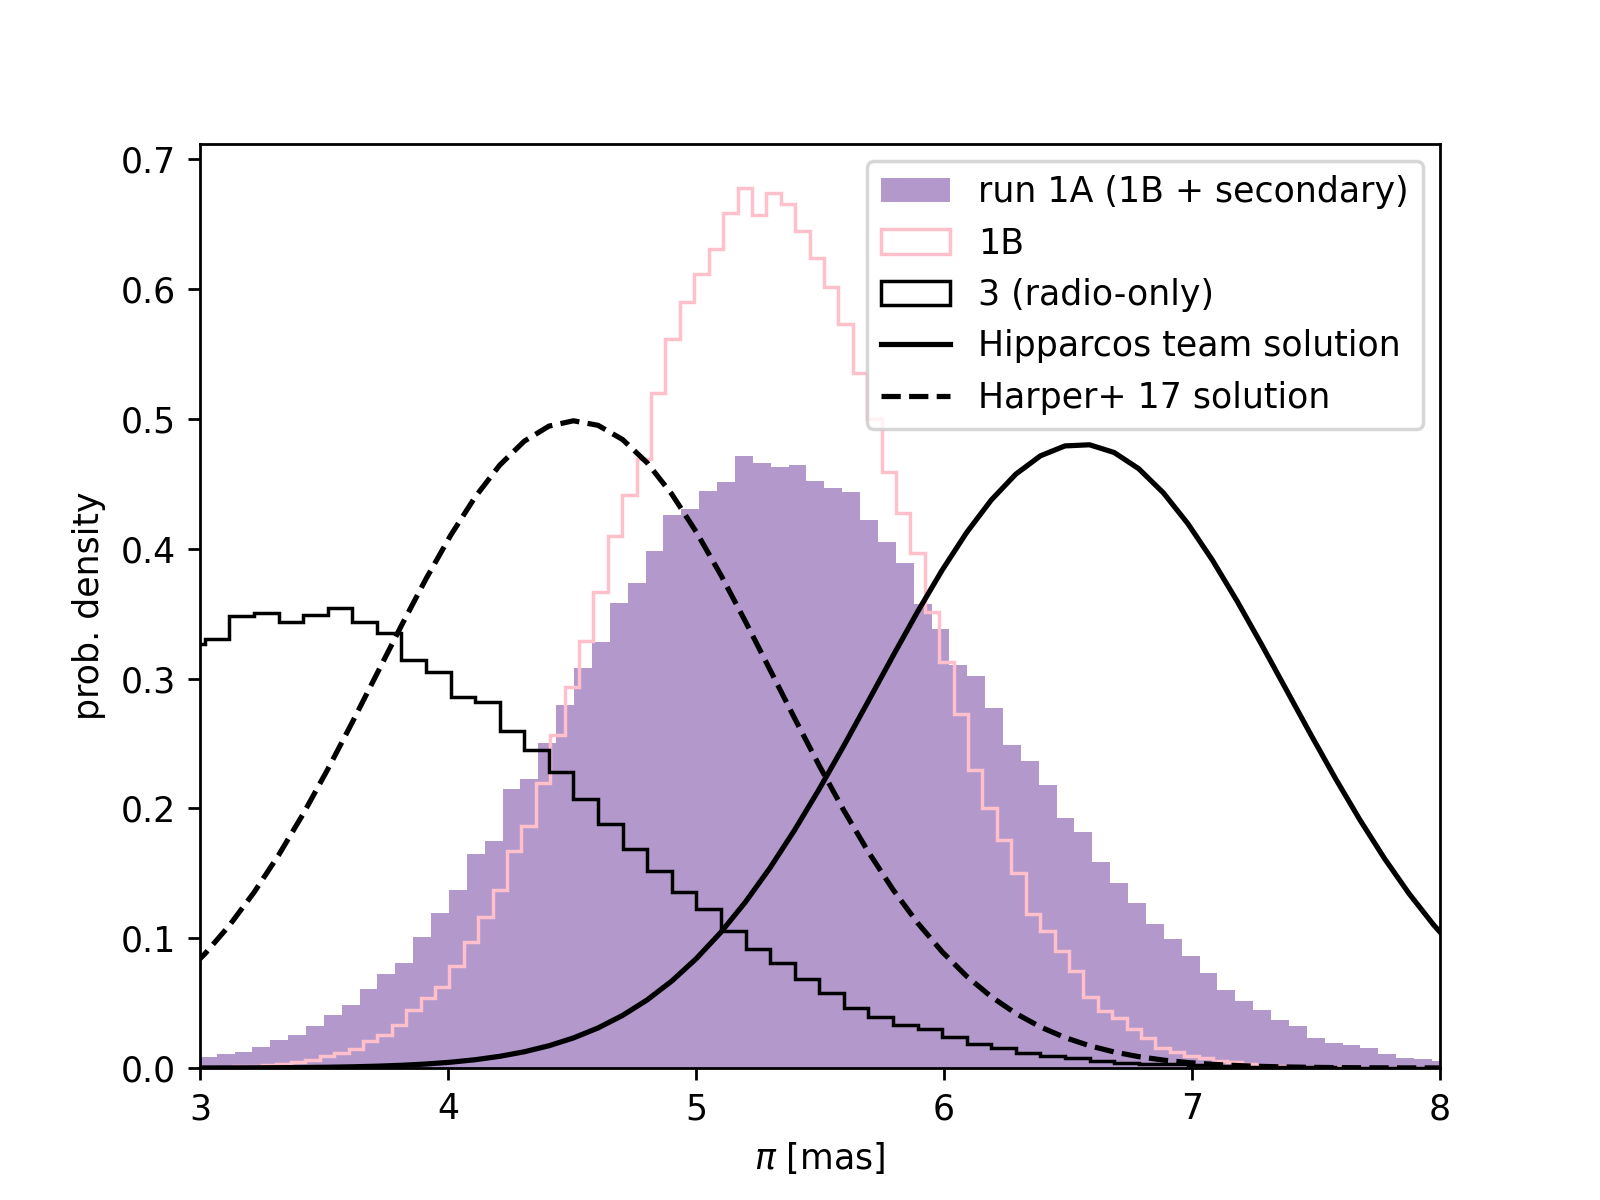 0.7
0.6
0.5
0.4
0.3
0.2
0.1
0.0
prob. density
run 1A (1B + secondary)
1B
3 (radio-only)
Hipparcos team solution
Harper+ 17 solution
3 4 5 6 7 8
π [mas]